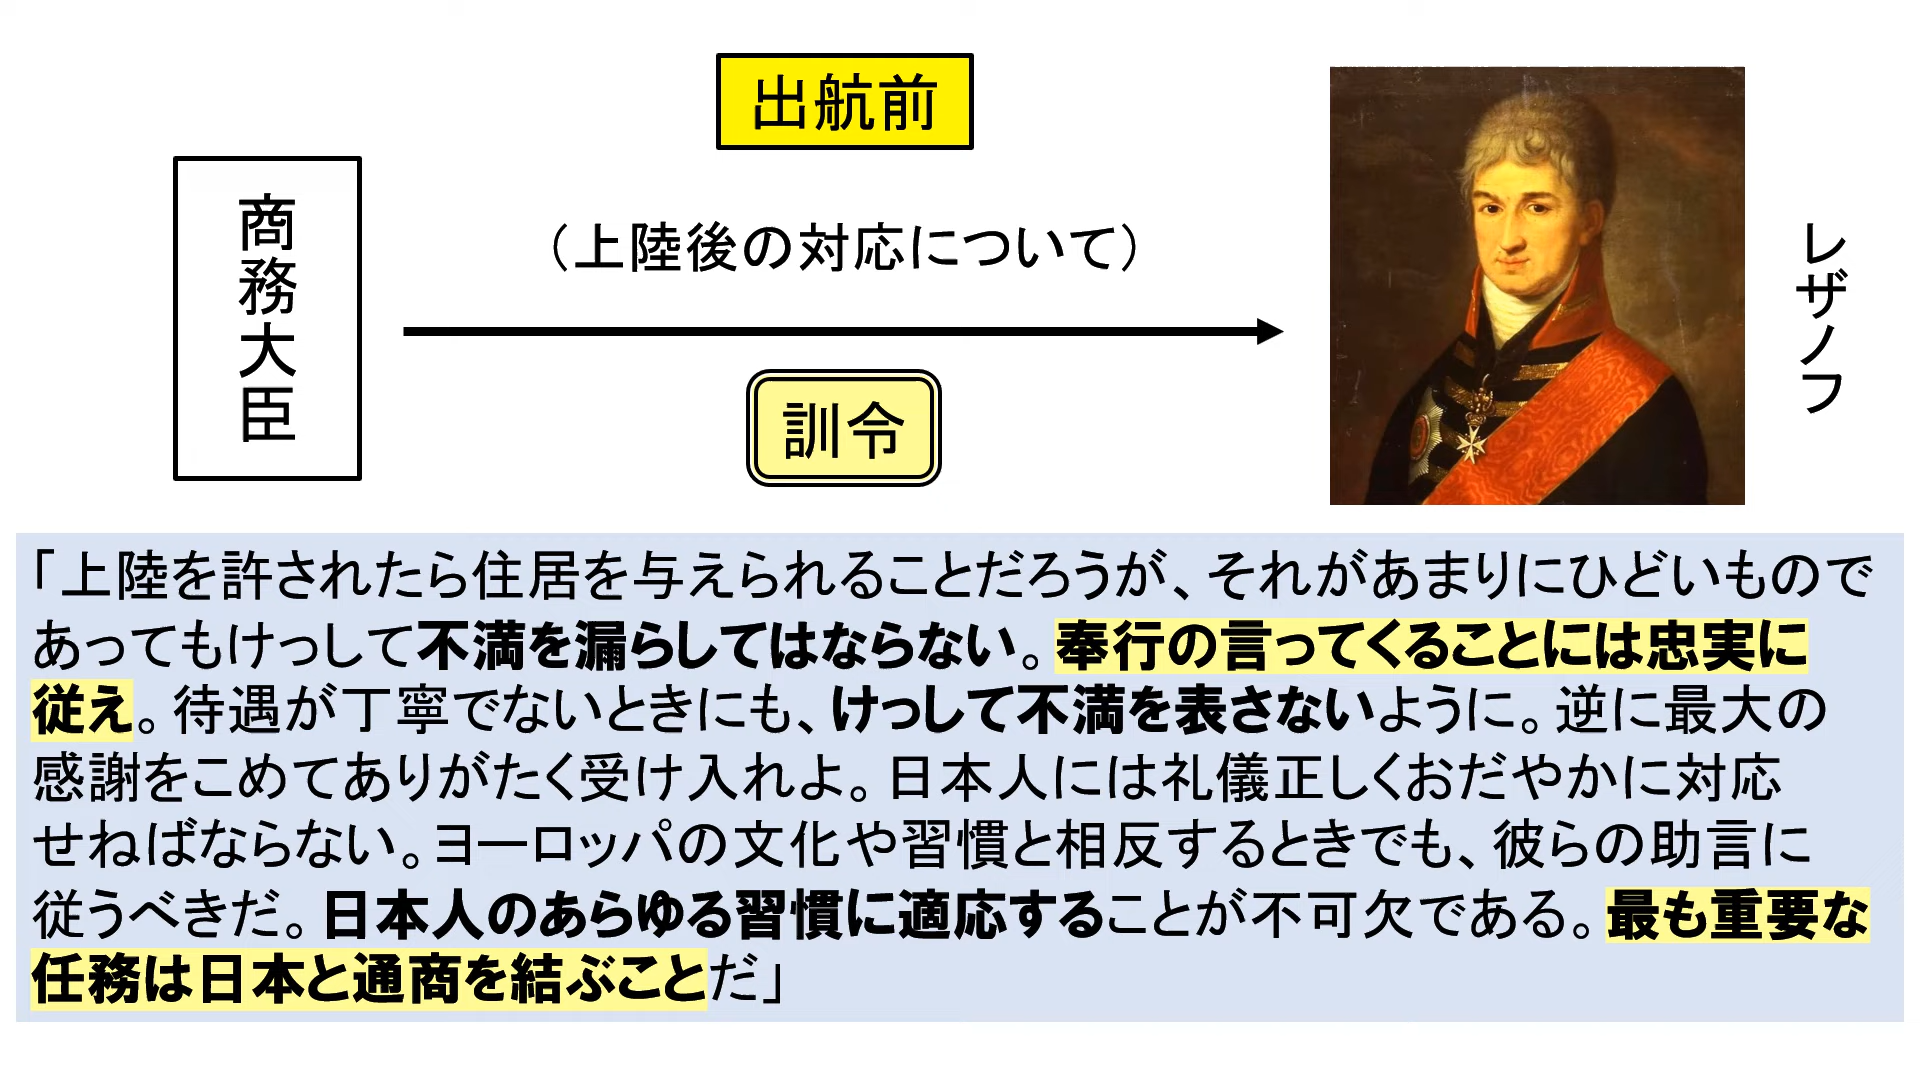 出航前
商務大臣
（上陸後の対応について）
訓令
レザノフ
「上陸を許されたら住居を与えられることだろうが、それがあまりにひどいもので
あってもけっして不満を漏らしてはならない。奉行の言ってくることには忠実に
従え。待遇が丁寧でないときにも、けっして不満を表さないように。逆に最大の
感謝をこめてありがたく受け入れよ。日本人には礼儀正しくおだやかに対応
せねばならない。ヨーロッパの文化や習慣と相反するときでも、彼らの助言に
従うべきだ。日本人のあらゆる習慣に適応することが不可欠である。最も重要な
任務は日本と通商を結ぶことだ」